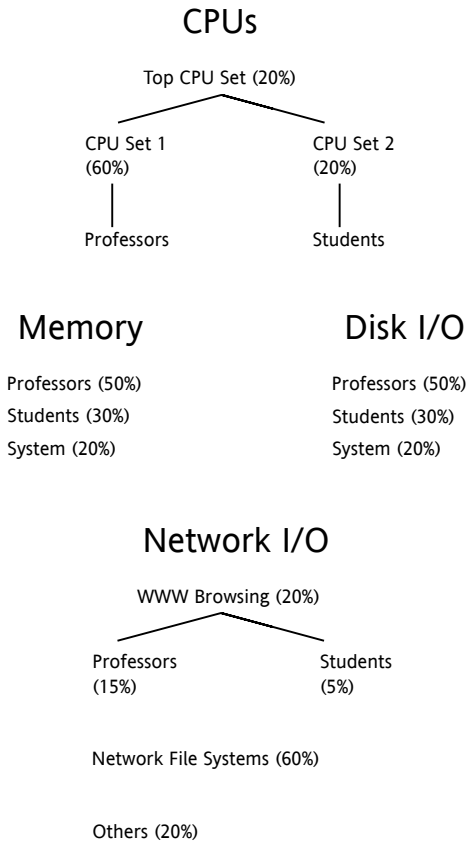 CPUs
Top CPU Set (20%)
CPU Set 1
(60%)
CPU Set 2
(20%)
Professors
Students
Memory
Professors (50%)
Students (30%)
System (20%)
Disk I/O
Professors (50%)
Students (30%)
System (20%)
Network I/O
WWW Browsing (20%)
Professors
(15%)
Students
(5%)
Network File Systems (60%)
Others (20%)